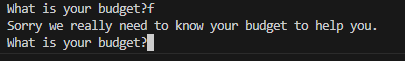 What is your budget?f
Sorry we really need to know your budget to help you.
What is your budget?